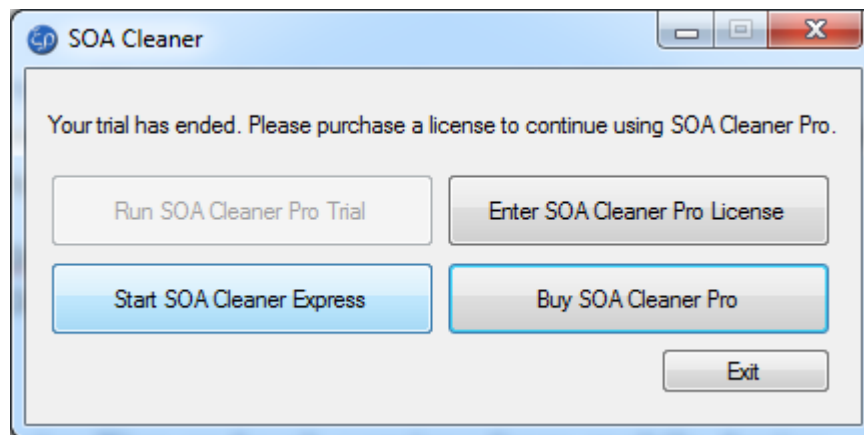 SOA Cleaner
Your trial has ended. Please purchase a license to continue using SOA Cleaner Pro.
Run SOA Cleaner Pro Trial
Enter SOA Cleaner Pro License
Start SOA Cleaner Express
Buy SOA Cleaner Pro
Exit